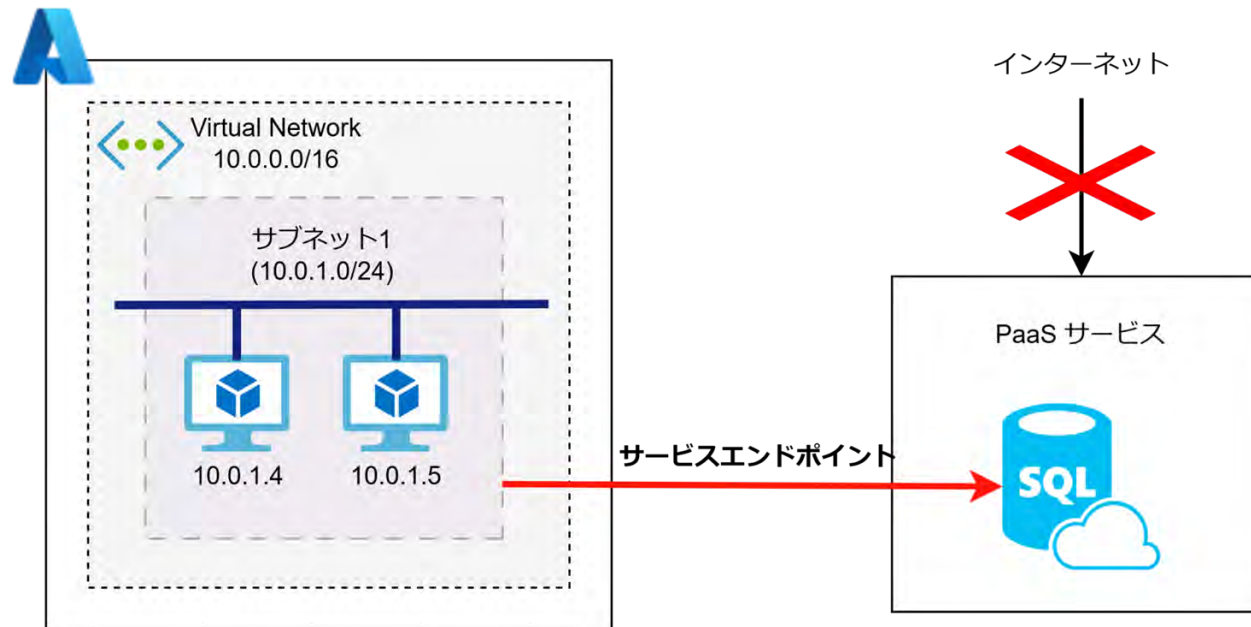 Virtual Network
10.0.0.0/16
サブネット1
(10.0.1.0/24)
10.0.1.4
10.0.1.5
サービスエンドポイント
インターネット
PaaS サービス
SQL